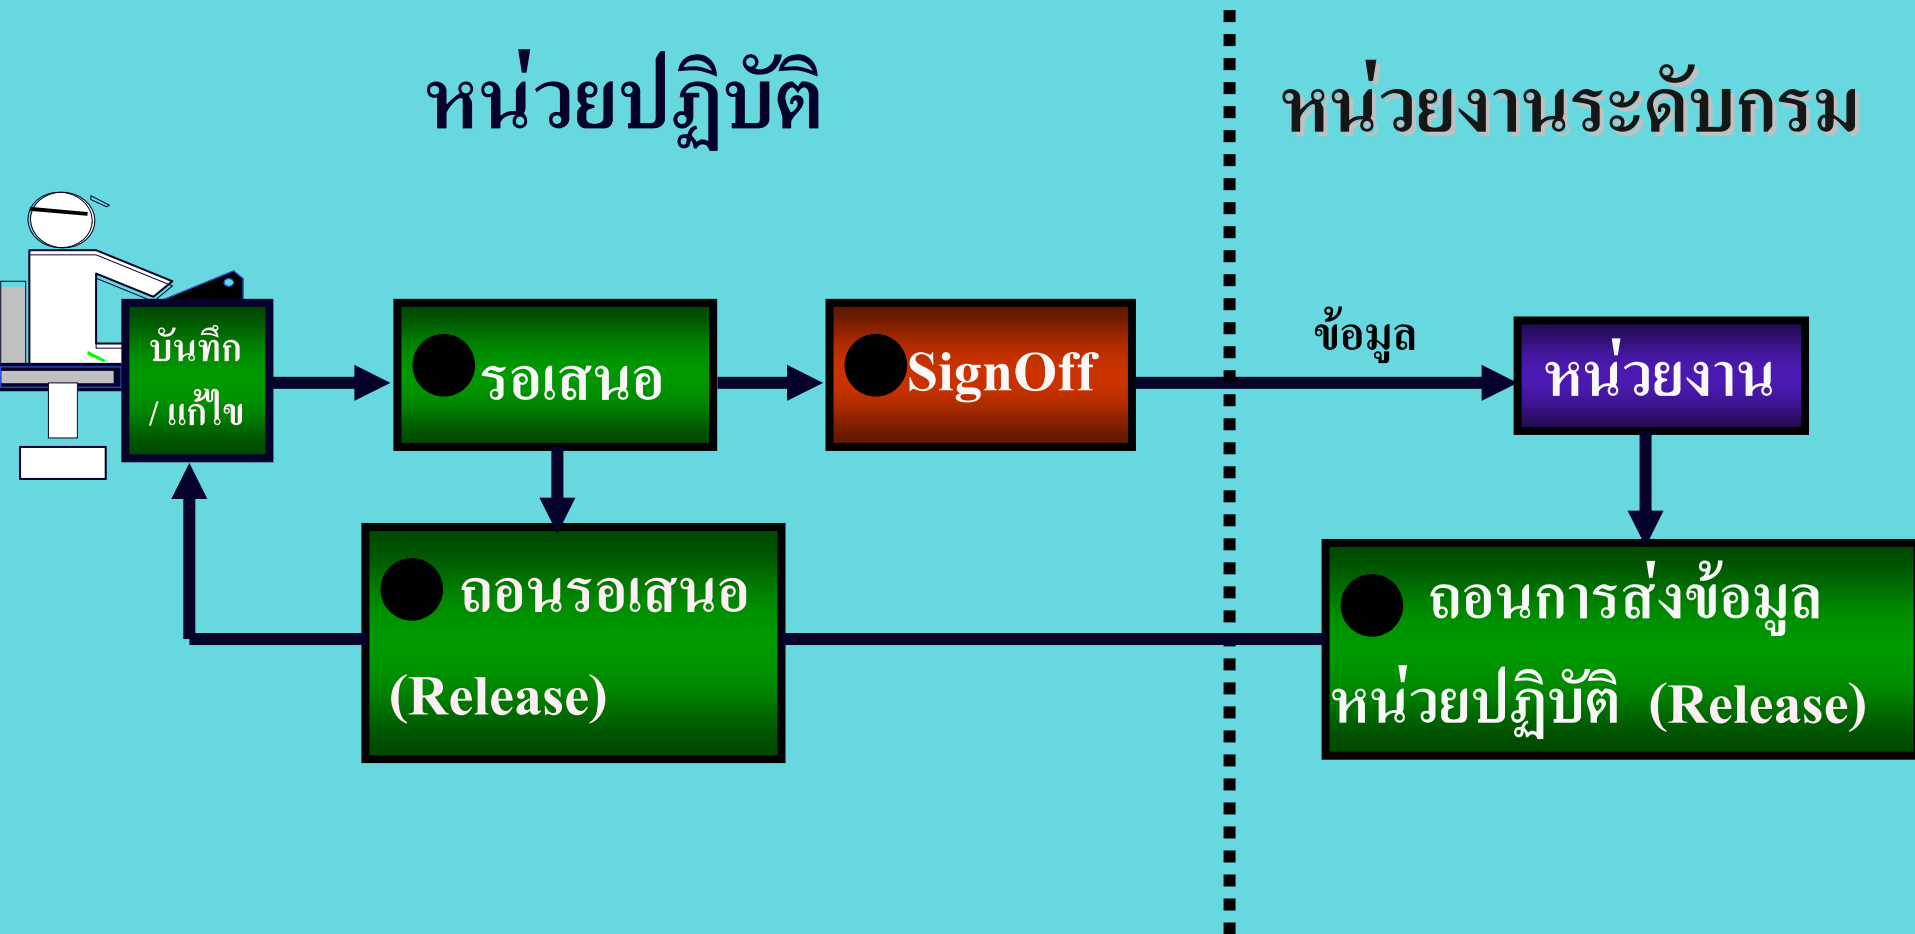 หน่วยปฏิบัติ
หน่วยงานระดับกรม
บันทึก
/ แก้ไข
รอเสนอ
SignOff
ข้อมูล
หน่วยงาน
ถอนรอเสนอ
(Release)
ถอนการส่งข้อมูล
หน่วยปฏิบัติ (Release)